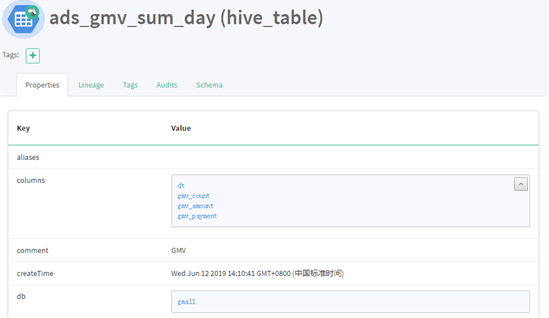 ads_gmv_sum_day (hive_table)
Tags:
Properties Lineage Tags Audits Schema
Key Value
aliases
columns dt
gmv_count
gmv_amount
gmv_payment
comment GMV
createTime Wed Jun 12 2019 14:10:41 GMT+0800 (中国标准时间)
db gmall